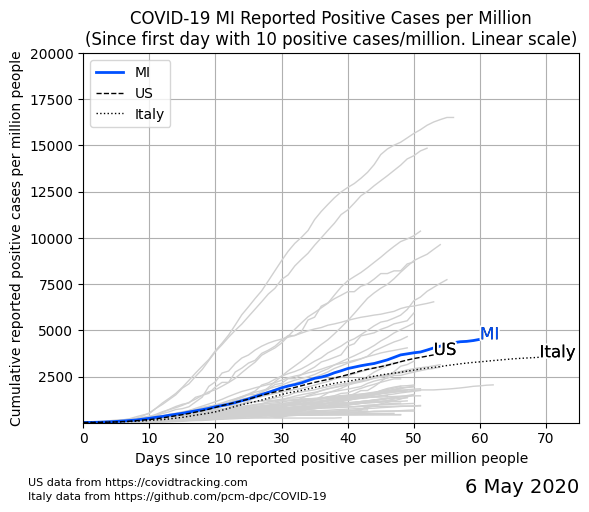 COVID-19 MI Reported Positive Cases per Million
(Since first day with 10 positive cases/million. Linear scale)
Cumulative reported positive cases per million people
20000
17500
15000
12500
10000
7500
5000
2500
MI
US
Italy
MI
US
Italy
0
10
20
30
40
50
60
70
Days since 10 reported positive cases per million people
US data from https://covidtracking.com
Italy data from https://github.com/pcm-dpc/COVID-19
6 May 2020